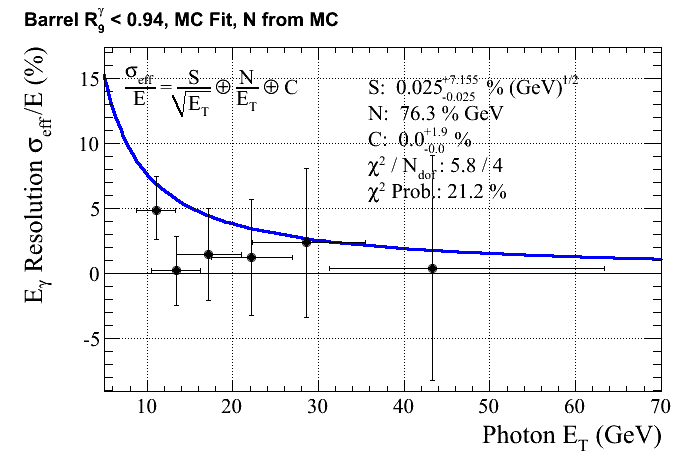 Barrel R₉ᵞ < 0.94, MC Fit, N from MC
E_γ Resolution σ_eff/E (%)
σ_eff/E = S/√E_T ⊕ N/E_T ⊕ C
S: 0.025 +7.155 -0.025 % (GeV)^1/2
N: 76.3 % GeV
C: 0.0 +1.9 -0.0 %
χ² / N_dof : 5.8 / 4
χ² Prob.: 21.2 %
15
10
5
0
-5
10 20 30 40 50 60 70
Photon E_T (GeV)